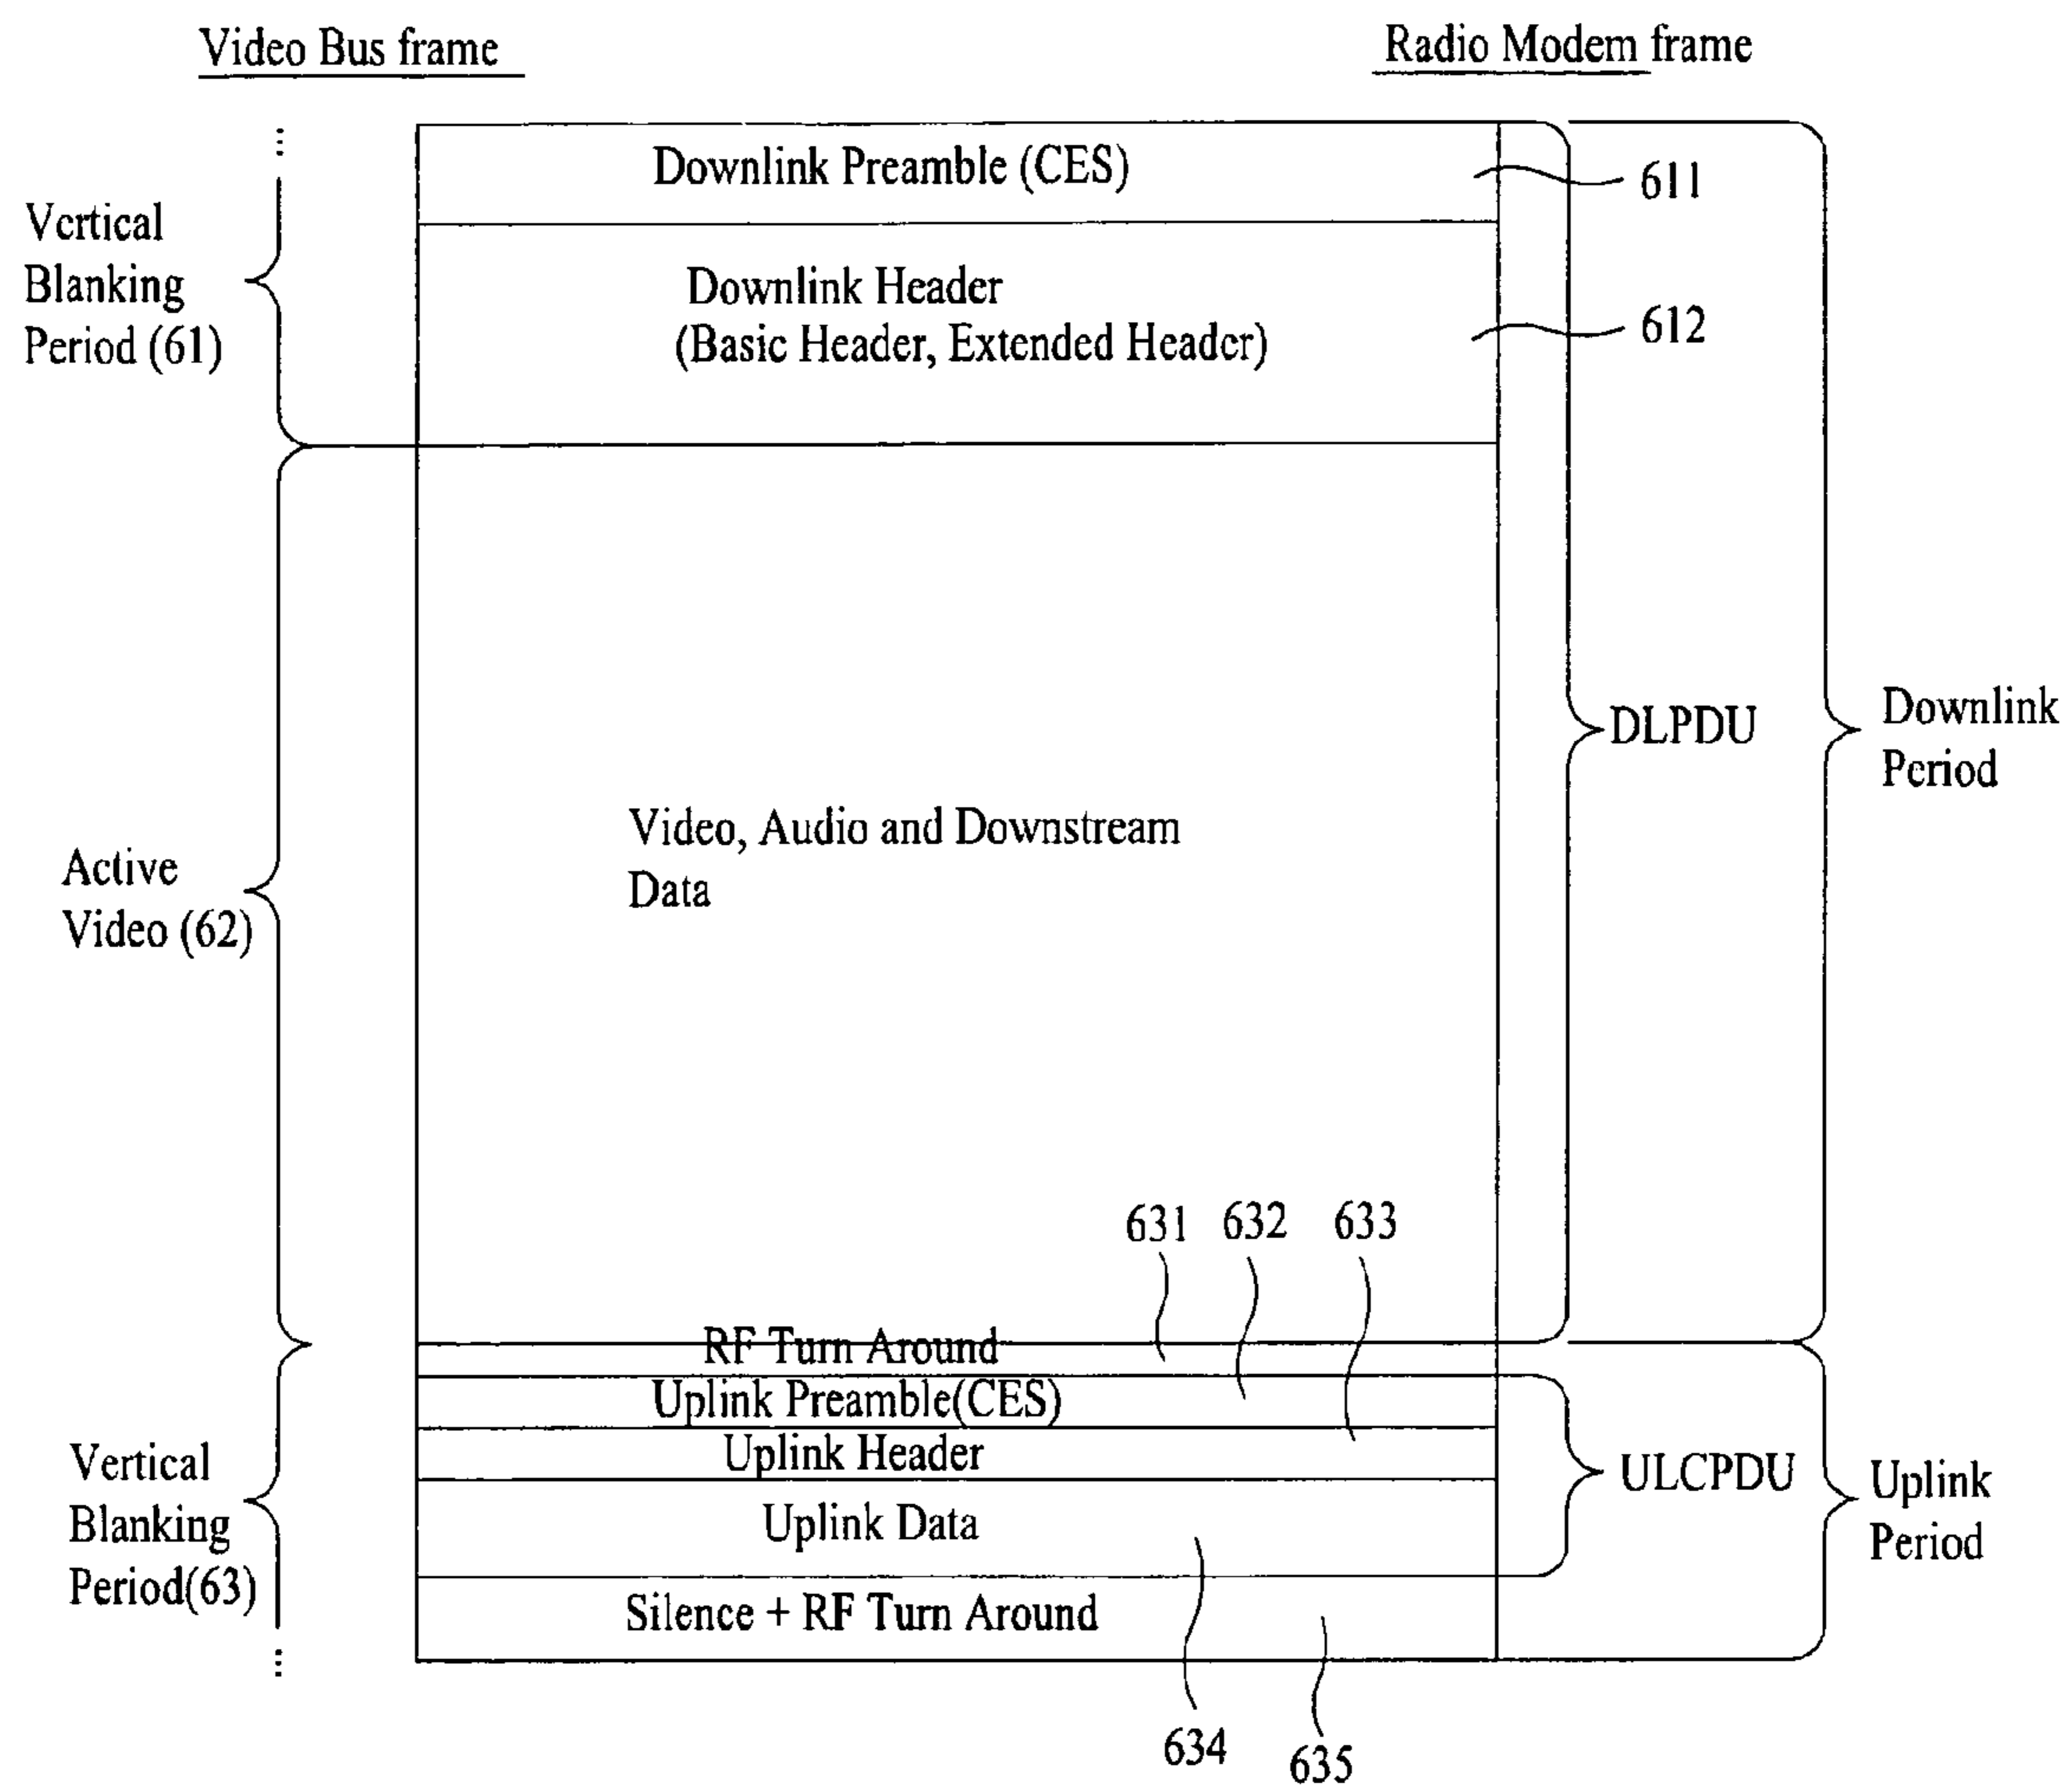 Video Bus frame
Radio Modem frame
Downlink Preamble (CES)
611
Vertical
Blanking
Period (61)
Downlink Header
(Basic Header, Extended Header)
612
DLPDU
Downlink
Period
Video, Audio and Downstream
Data
Active
Video (62)
631
632
633
RF Turn Around
Uplink Preamble(CES)
Uplink Header
Uplink Data
Silence + RF Turn Around
Vertical
Blanking
Period(63)
ULCPDU
Uplink
Period
634
635